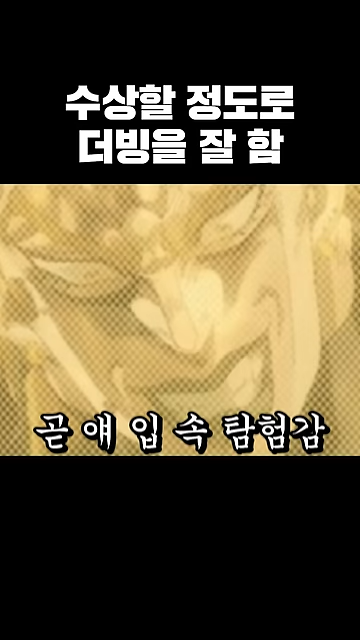 수상할 정도로
더빙을 잘 함
곧 얘 입 속 탐험감